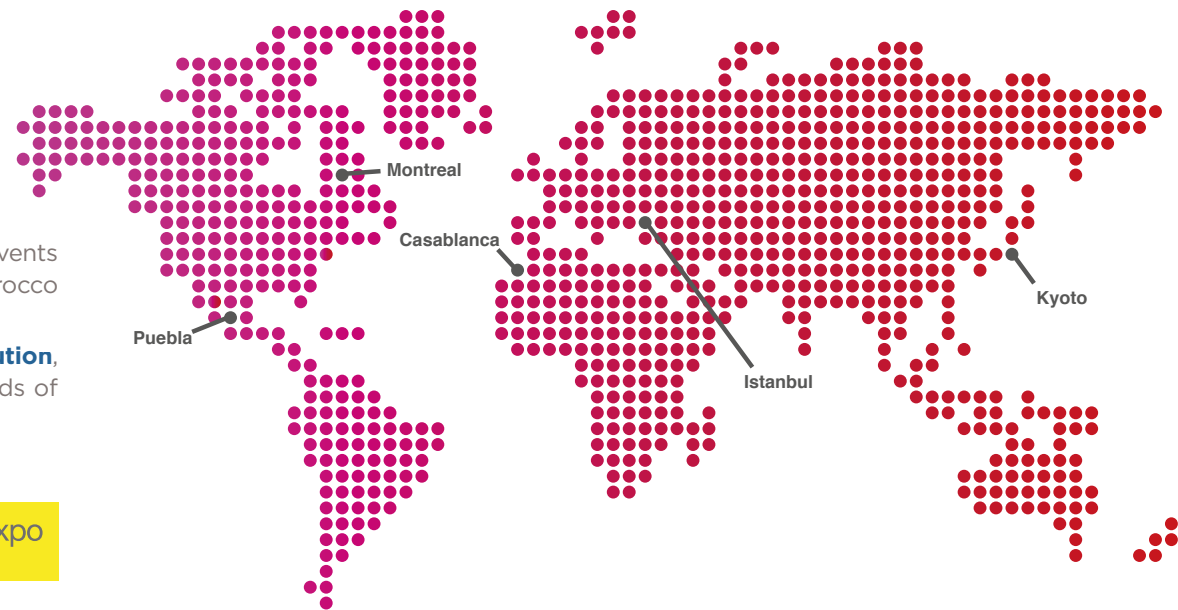 Montreal
Casablanca
vents
rocco
Kyoto
Puebla
ution,
Istanbul
ds of
xpo